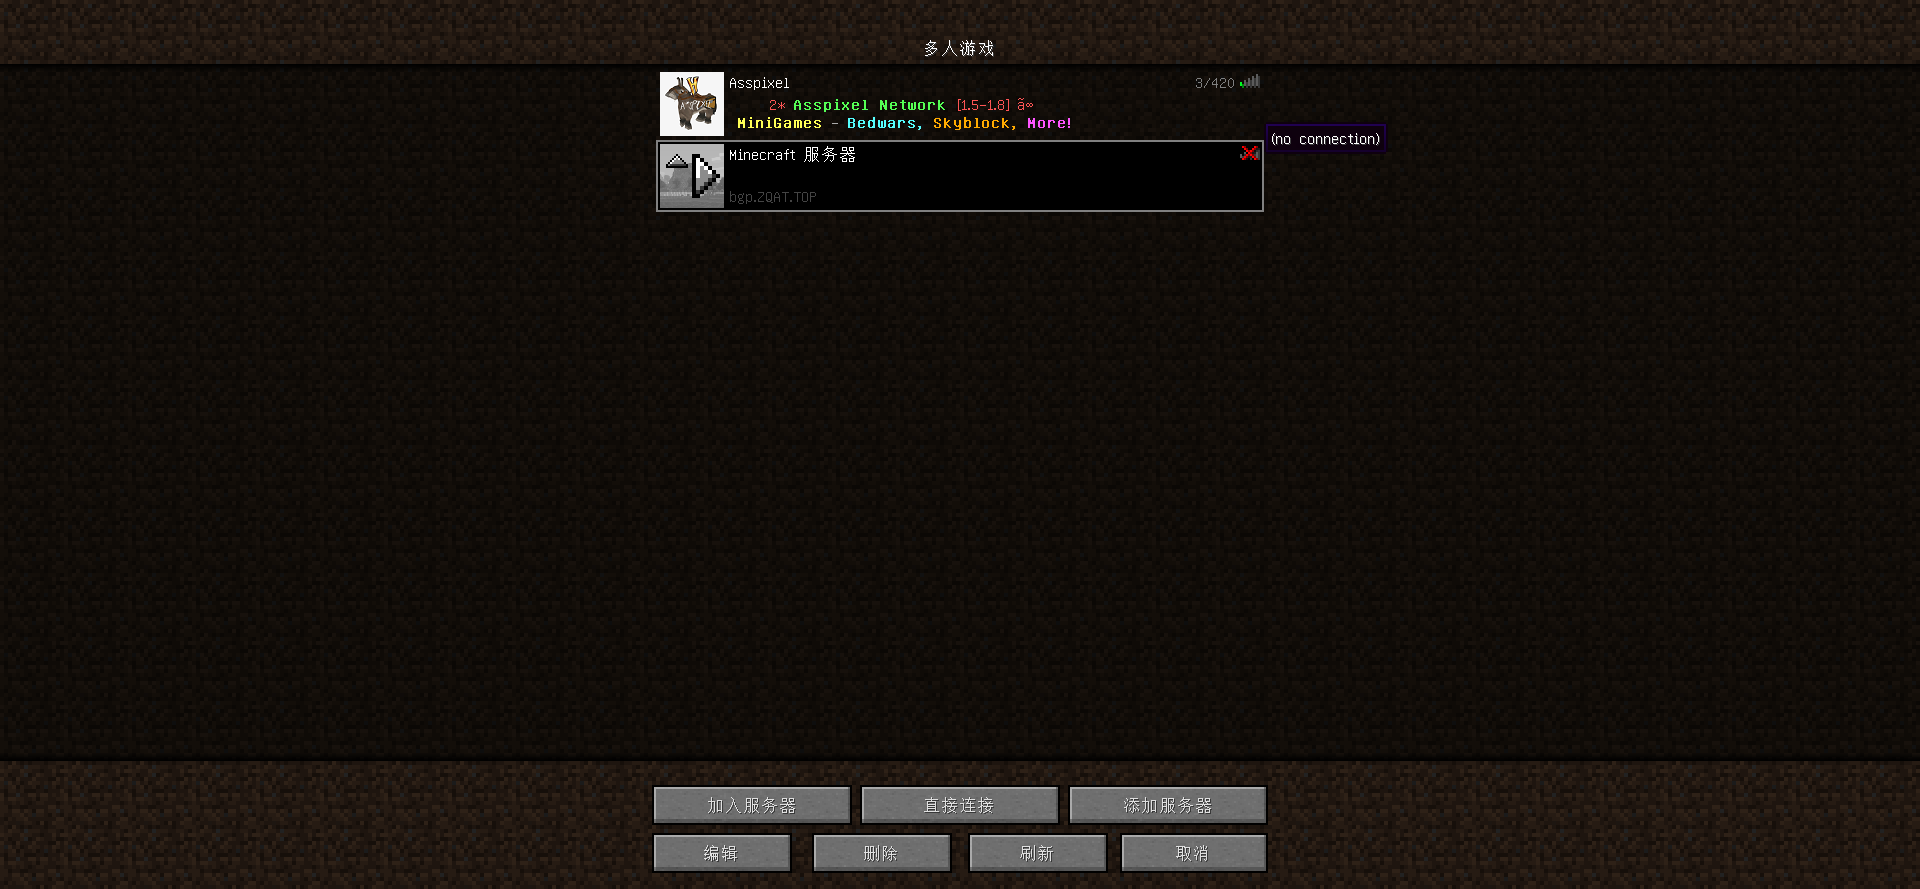 多人游戏
Asspixel
3/420
2* Asspixel Network [1.5-1.8] ã∞
MiniGames - Bedwars, Skyblock, More!
(no connection)
Minecraft 服务器
bgp.ZQAT.TOP
加入服务器
直接连接
添加服务器
编辑
删除
刷新
取消